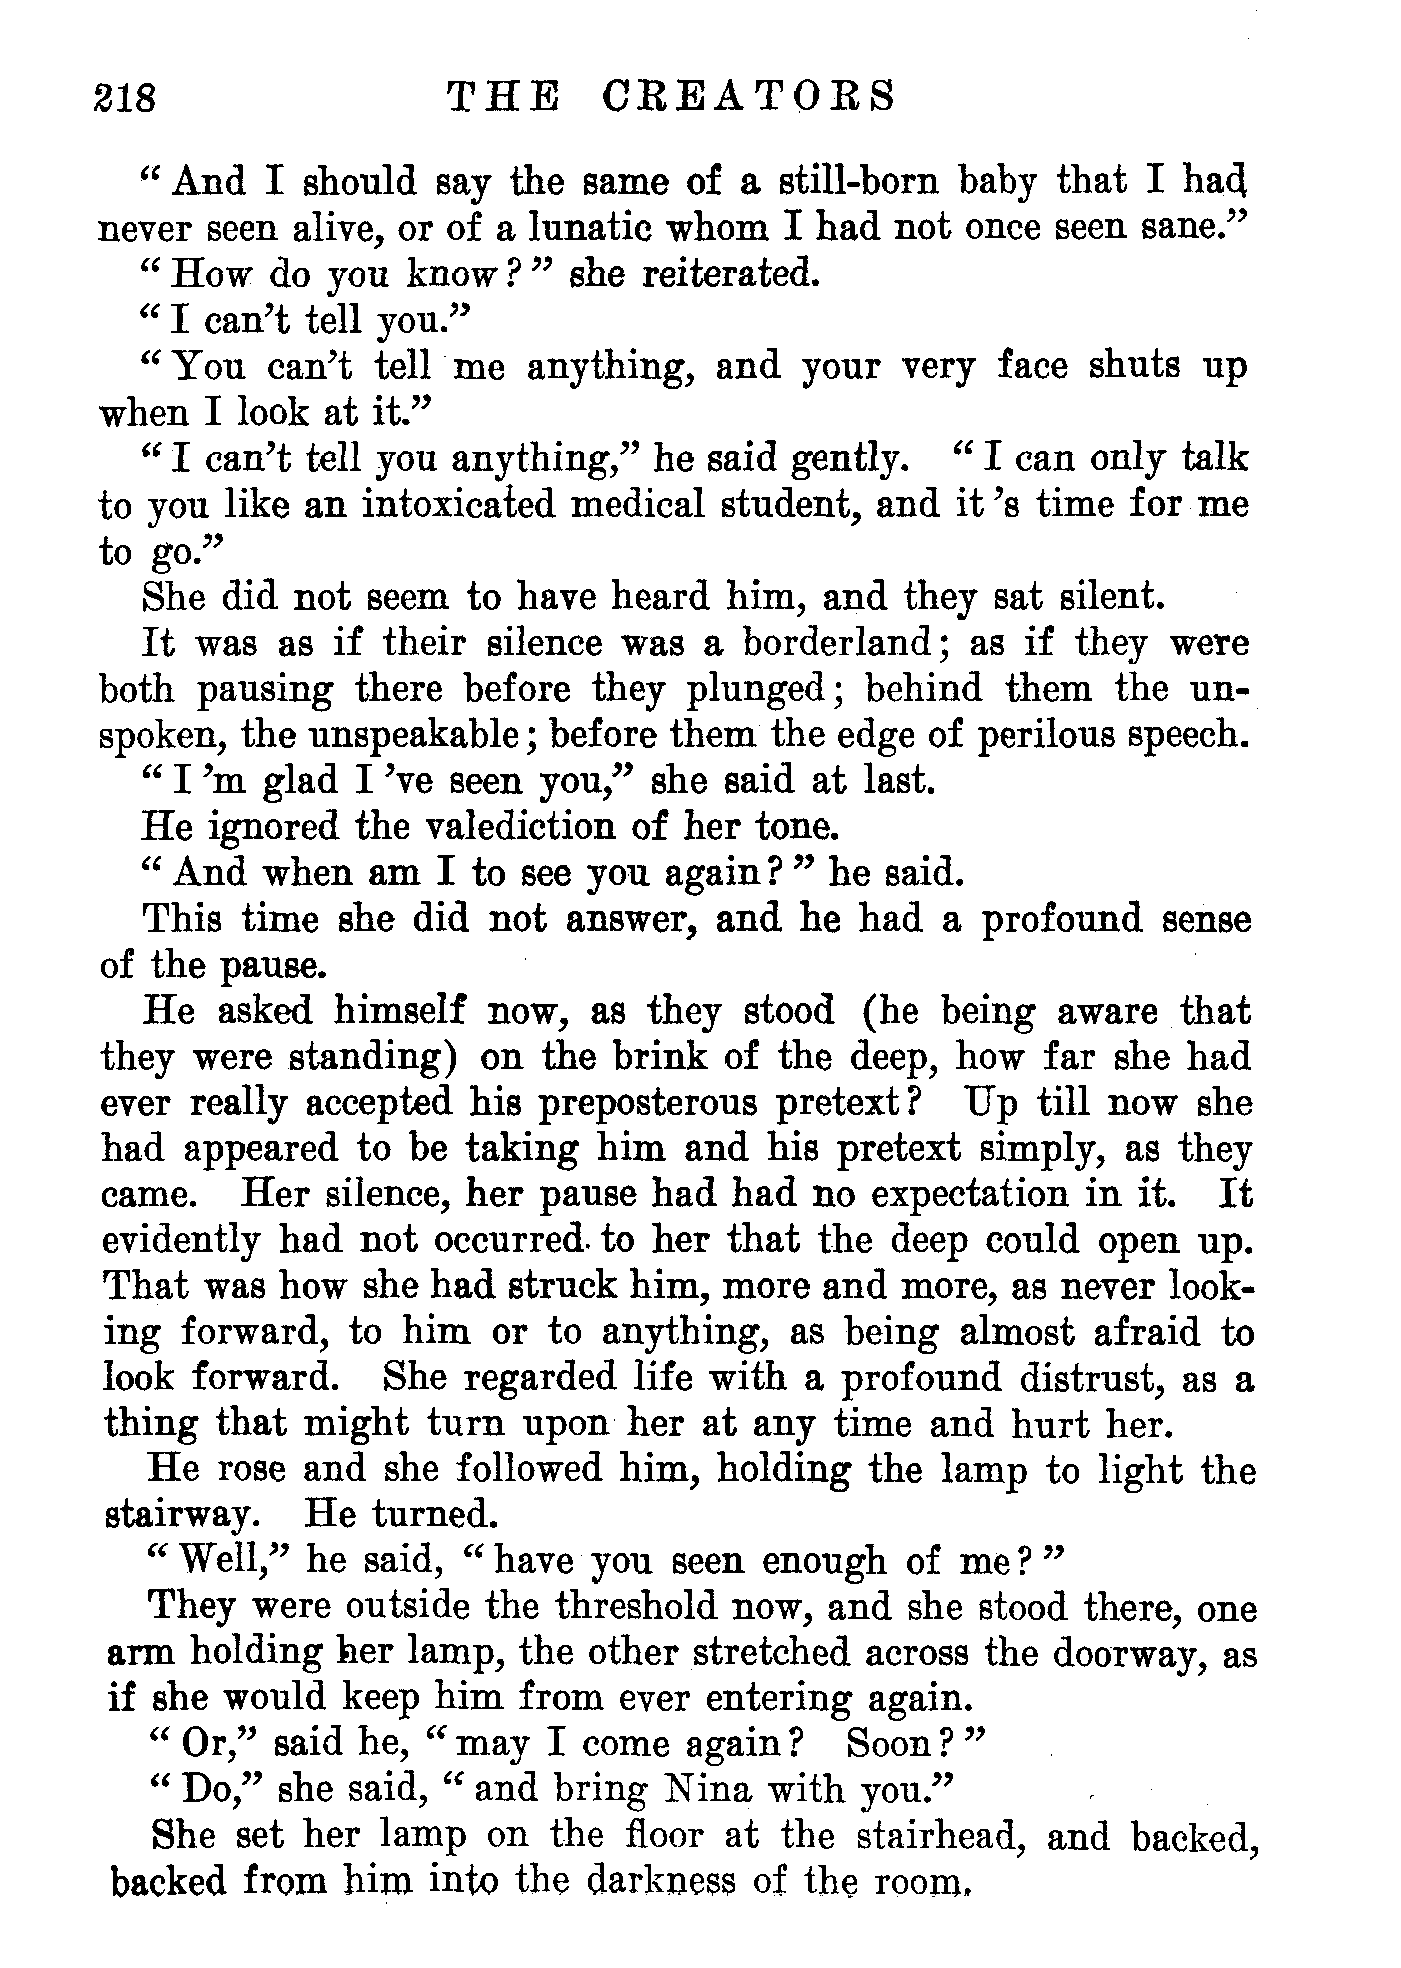 218 THE CREATORS
“ And I should say the same of a still-born baby that I had
never seen alive, or of a lunatic whom I had not once seen sane.”
“ How do you know? ” she reiterated.
“ I can’t tell you.”
“ You can’t tell me anything, and your very face shuts up
when I look at it.”
“ I can’t tell you anything,” he said gently. “ I can only talk
to you like an intoxicated medical student, and it ’s time for me
to go.”
She did not seem to have heard him, and they sat silent.
It was as if their silence was a borderland; as if they were
both pausing there before they plunged; behind them the un-
spoken, the unspeakable; before them the edge of perilous speech.
“ I ’m glad I ’ve seen you,” she said at last.
He ignored the valediction of her tone.
“ And when am I to see you again? ” he said.
This time she did not answer, and he had a profound sense
of the pause.
He asked himself now, as they stood (he being aware that
they were standing) on the brink of the deep, how far she had
ever really accepted his preposterous pretext? Up till now she
had appeared to be taking him and his pretext simply, as they
came. Her silence, her pause had had no expectation in it. It
evidently had not occurred to her that the deep could open up.
That was how she had struck him, more and more, as never look-
ing forward, to him or to anything, as being almost afraid to
look forward. She regarded life with a profound distrust, as a
thing that might turn upon her at any time and hurt her.
He rose and she followed him, holding the lamp to light the
stairway. He turned.
“ Well,” he said, “ have you seen enough of me? ”
They were outside the threshold now, and she stood there, one
arm holding her lamp, the other stretched across the doorway, as
if she would keep him from ever entering again.
“ Or,” said he, “ may I come again? Soon? ”
“ Do,” she said, “ and bring Nina with you.”
She set her lamp on the floor at the stairhead, and backed,
backed from him into the darkness of the room.